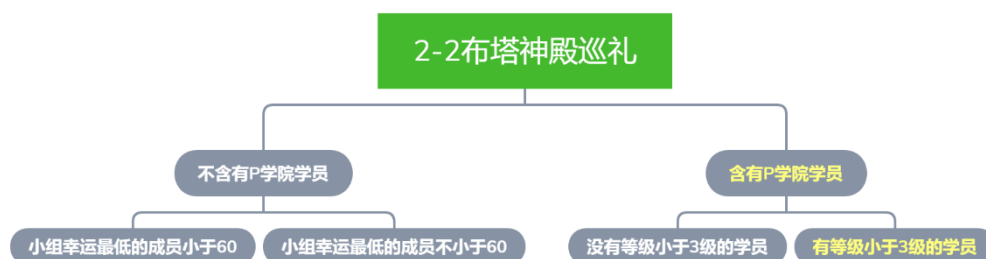 2-2布塔神殿巡礼
不含有P学院学员
含有P学院学员
小组幸运最低的成员小于60
小组幸运最低的成员不小于60
没有等级小于3级的学员
有等级小于3级的学员